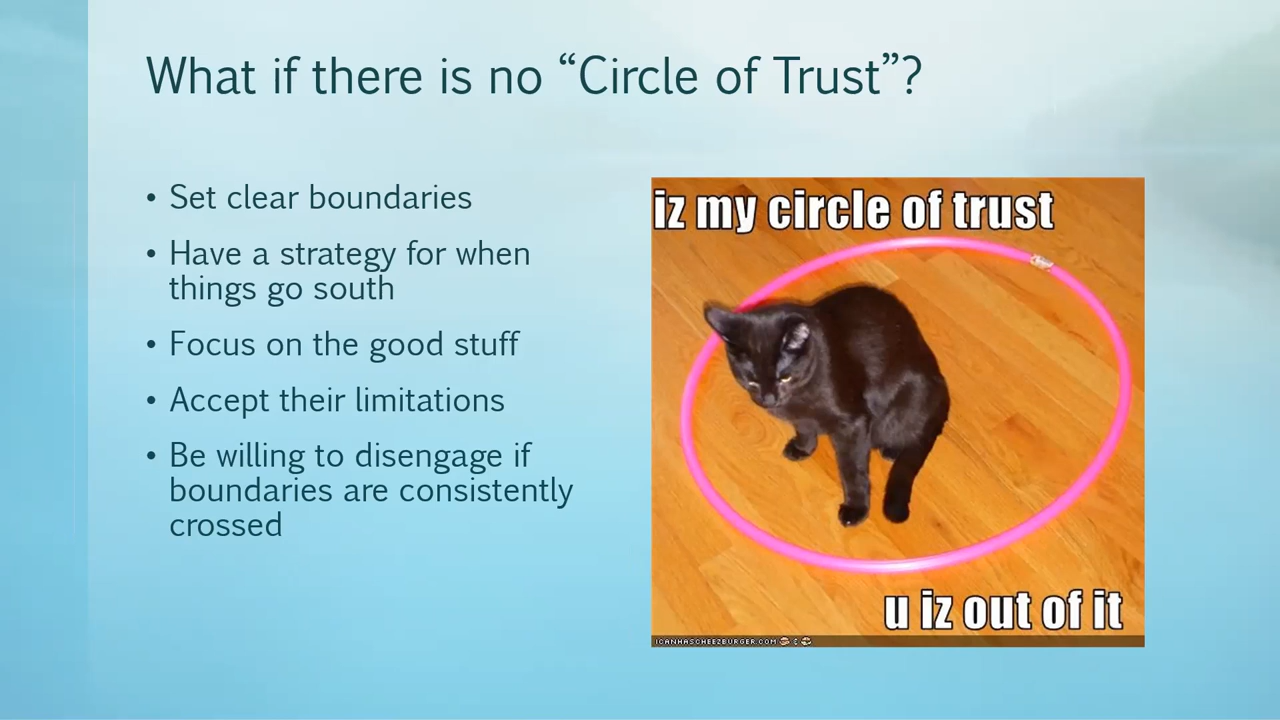 What if there is no “Circle of Trust”?
• Set clear boundaries
• Have a strategy for when
things go south
• Focus on the good stuff
• Accept their limitations
• Be willing to disengage if
boundaries are consistently
crossed
iz my circle of trust
u iz out of it
ICANHASCHEEZBURGER.COM